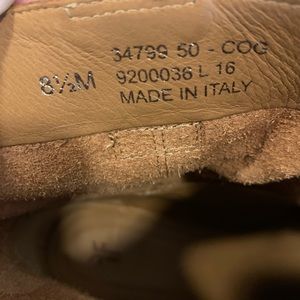 34799 50 - COG
8½M 9200036 L 16
MADE IN ITALY